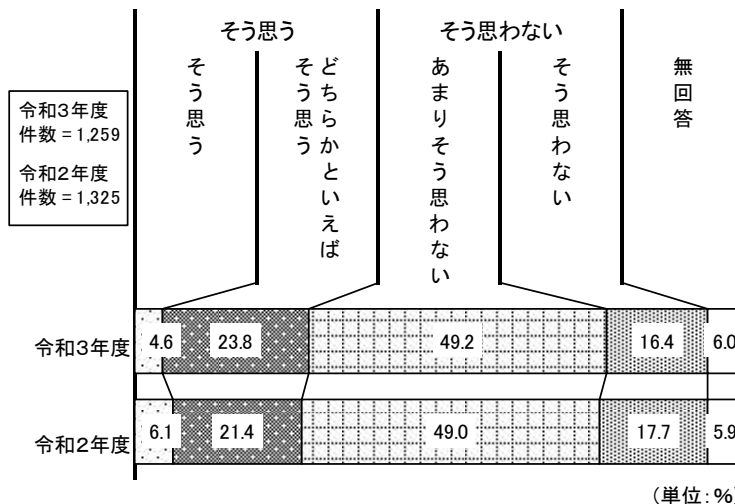 そう思う
そう思わない
そう思う
どちらかといえば
そう思う
あまりそう思わない
そう思わない
無回答
令和3年度
件数=1,259
令和2年度
件数=1,325
令和3年度
4.6
23.8
49.2
16.4
6.0
令和2年度
6.1
21.4
49.0
17.7
5.9
(単位:%)